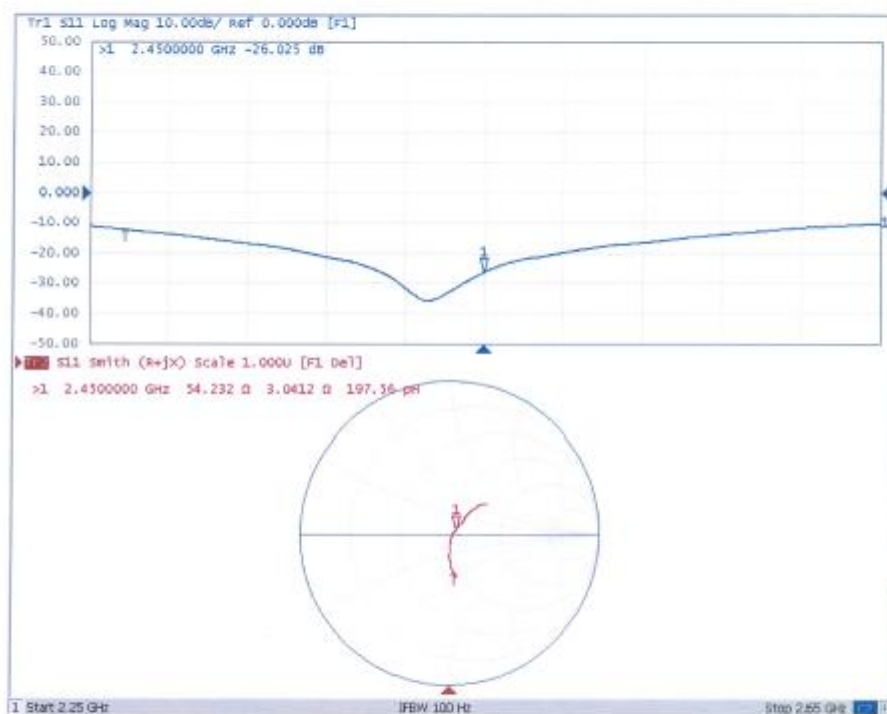 Tr1 S11 Log Mag 10.00dB/ Ref 0.000dB [F1]
50.00
>1 2.4500000 GHz -26.025 dB
40.00
30.00
20.00
10.00
0.000
-10.00
1
-20.00
1
-30.00
-40.00
-50.00
S11 Smith (R+jX) Scale 1.000U [F1 Del]
>1 2.4500000 GHz 54.232 Ω 3.0412 Ω 197.56 pH
1
1 Start 2.25 GHz IFBW 100 Hz Stop 2.65 GHz